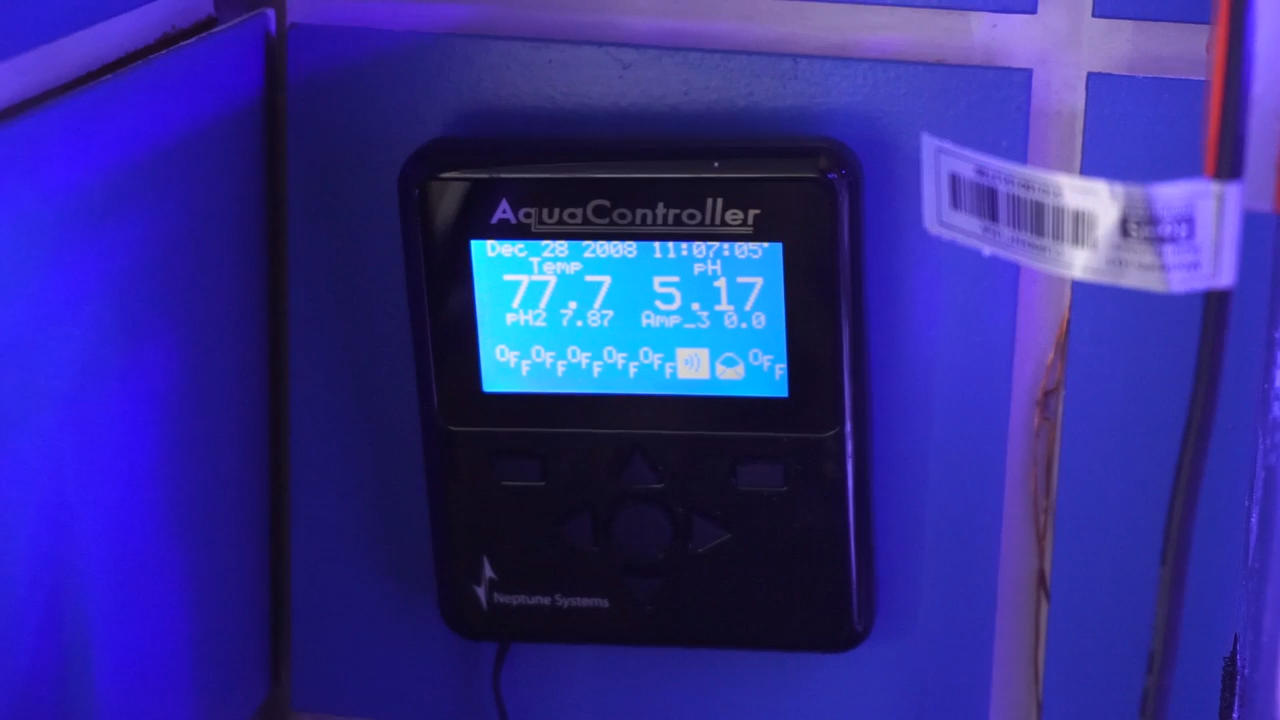 AquaController
Dec 28 2008 11:07:05
Temp pH
77.7 5.17
pH2 7.87 Amp_3 0.0
OFF OFF OFF OFF OFF OFF
Neptune Systems